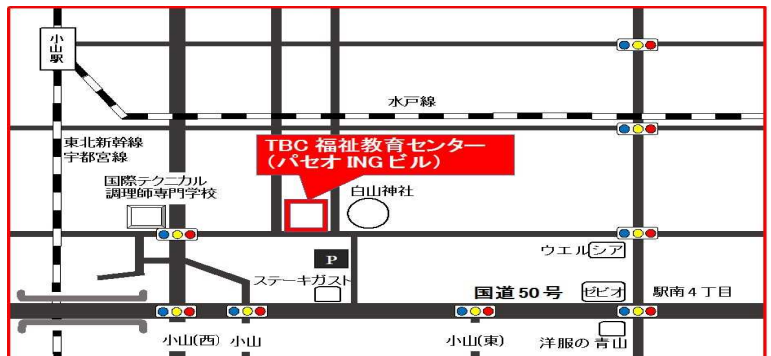 小山駅
水戸線
東北新幹線
宇都宮線
TBC 福祉教育センター
(パセオ INGビル)
国際テクニカル
調理師専門学校
白山神社
ウエルシア
P
ステーキガスト
国道50号
ゼビオ
駅南4丁目
小山(西)
小山
小山(東)
洋服の青山